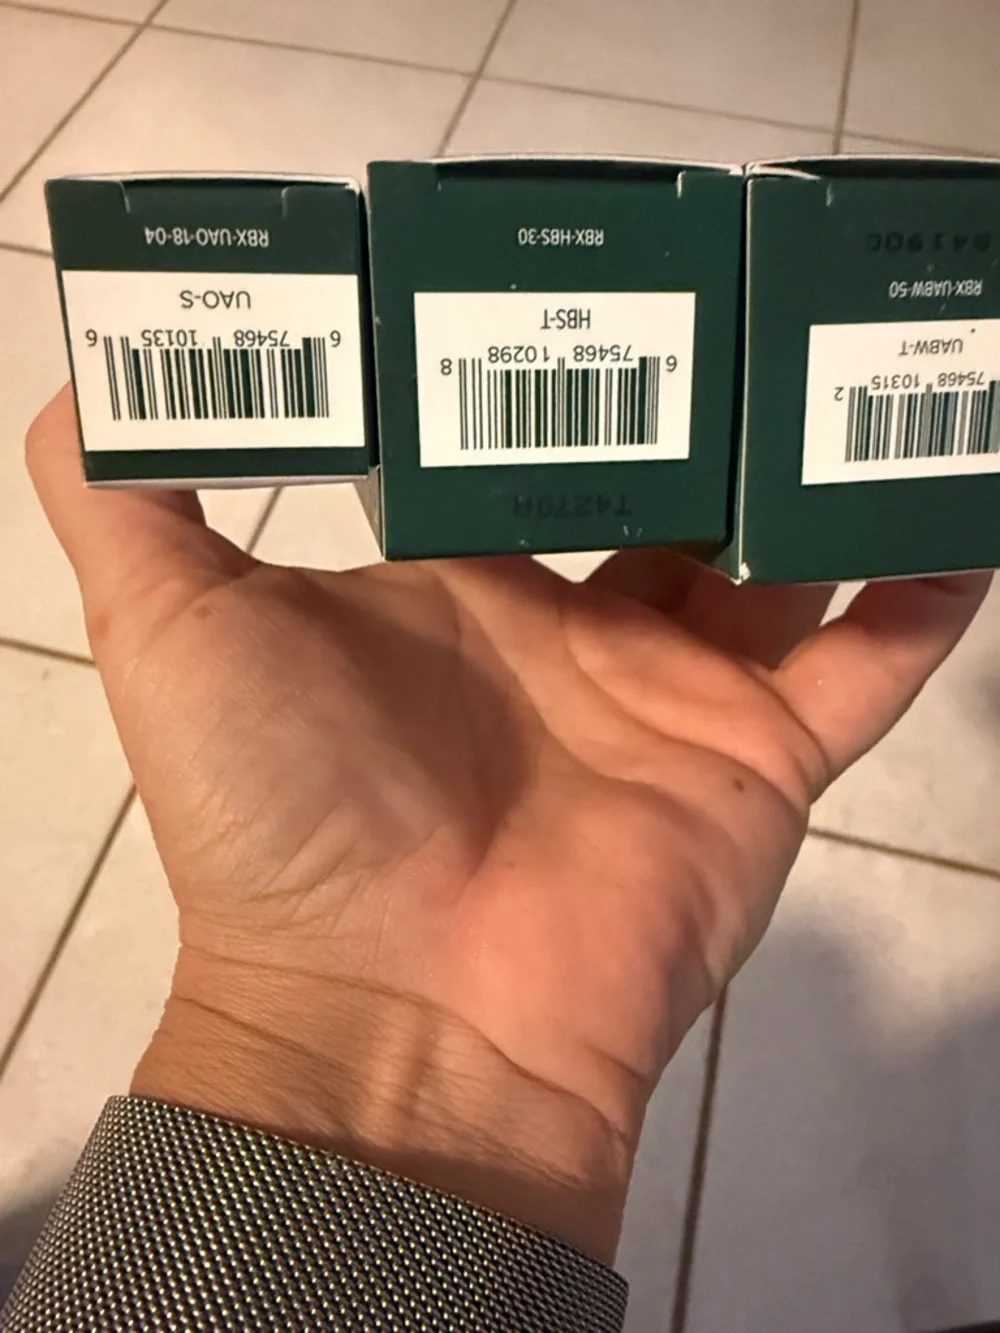 RBX-UAO-18-04
UAO-S
6 75468 10135 6
RBX-HBS-30
HBS-T
6 75468 10298 8
T4270A
RBX-UABW-50
UABW-T
75468 10315 2